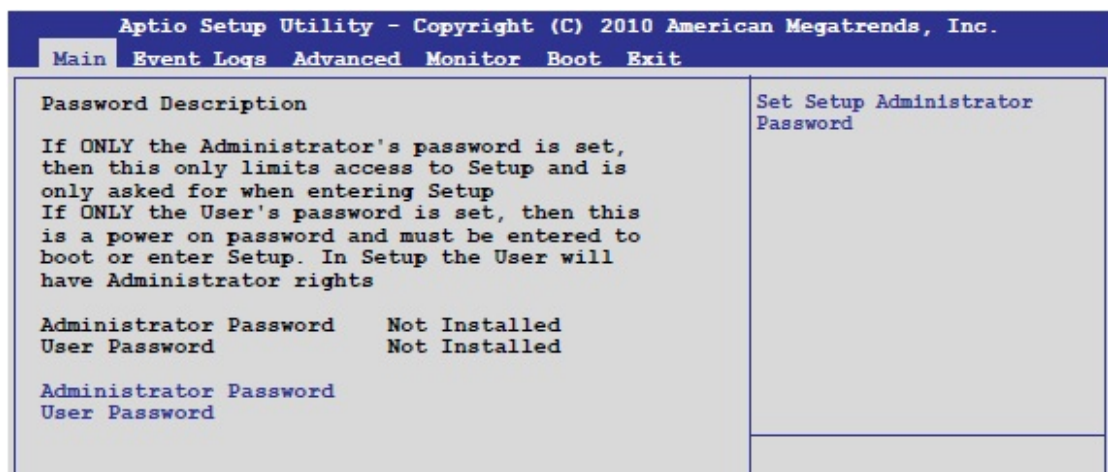 Aptio Setup Utility - Copyright (C) 2010 American Megatrends, Inc.
Main Event Logs Advanced Monitor Boot Exit
Password Description
If ONLY the Administrator's password is set,
then this only limits access to Setup and is
only asked for when entering Setup
If ONLY the User's password is set, then this
is a power on password and must be entered to
boot or enter Setup. In Setup the User will
have Administrator rights
Administrator Password Not Installed
User Password Not Installed
Administrator Password
User Password
Set Setup Administrator
Password